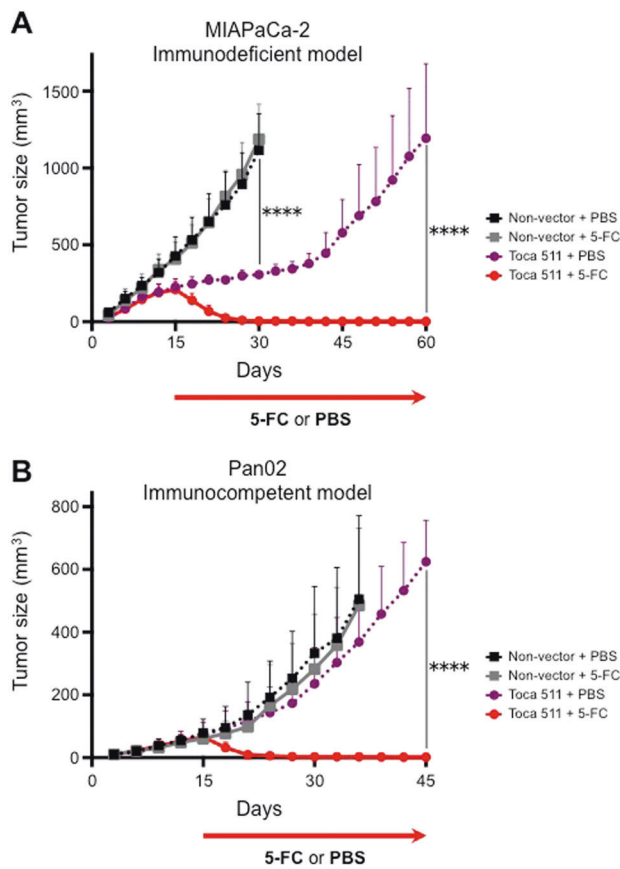 A
MIAPaCa-2
Immunodeficient model
Tumor size (mm³)
1500
1000
500
0
0 15 30 45 60
Days
****
****
Non-vector + PBS
Non-vector + 5-FC
Toca 511 + PBS
Toca 511 + 5-FC
5-FC or PBS
B
Pan02
Immunocompetent model
Tumor size (mm³)
800
600
400
200
0
0 15 30 45
Days
****
Non-vector + PBS
Non-vector + 5-FC
Toca 511 + PBS
Toca 511 + 5-FC
5-FC or PBS